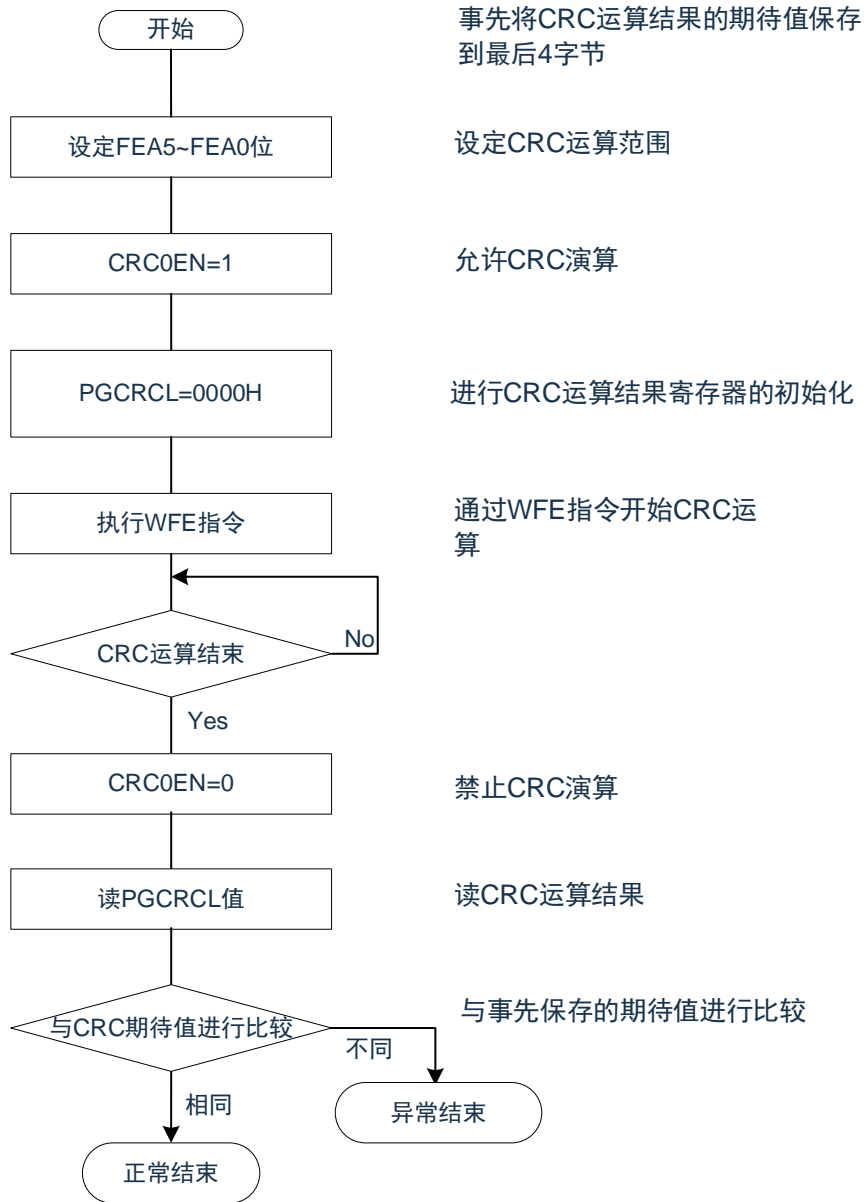 开始
事先将CRC运算结果的期待值保存
到最后4字节
设定FEA5~FEA0位
设定CRC运算范围
CRC0EN=1
允许CRC演算
PGCRCL=0000H
进行CRC运算结果寄存器的初始化
执行WFE指令
通过WFE指令开始CRC运
算
CRC运算结束
No
Yes
CRC0EN=0
禁止CRC演算
读PGCRCL值
读CRC运算结果
与CRC期待值进行比较
与事先保存的期待值进行比较
不同
相同
异常结束
正常结束